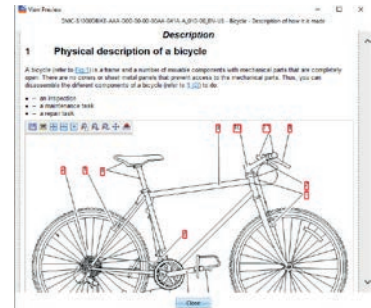 View Preview
DMC-S1000DBIKE-AAA-D00-00-00-00AA-041A-A_010-00_EN-US - Bicycle - Description of how it is made
Description
1 Physical description of a bicycle
A bicycle (refer to Fig 1) is a frame and a number of movable components with mechanical parts that are completely
open. There are no covers or sheet metal panels that prevent access to the mechanical parts. Thus, you can
disassemble the different components of a bicycle (refer to to do:
● – an inspection
● – a maintenance task
● – a repair task
Close